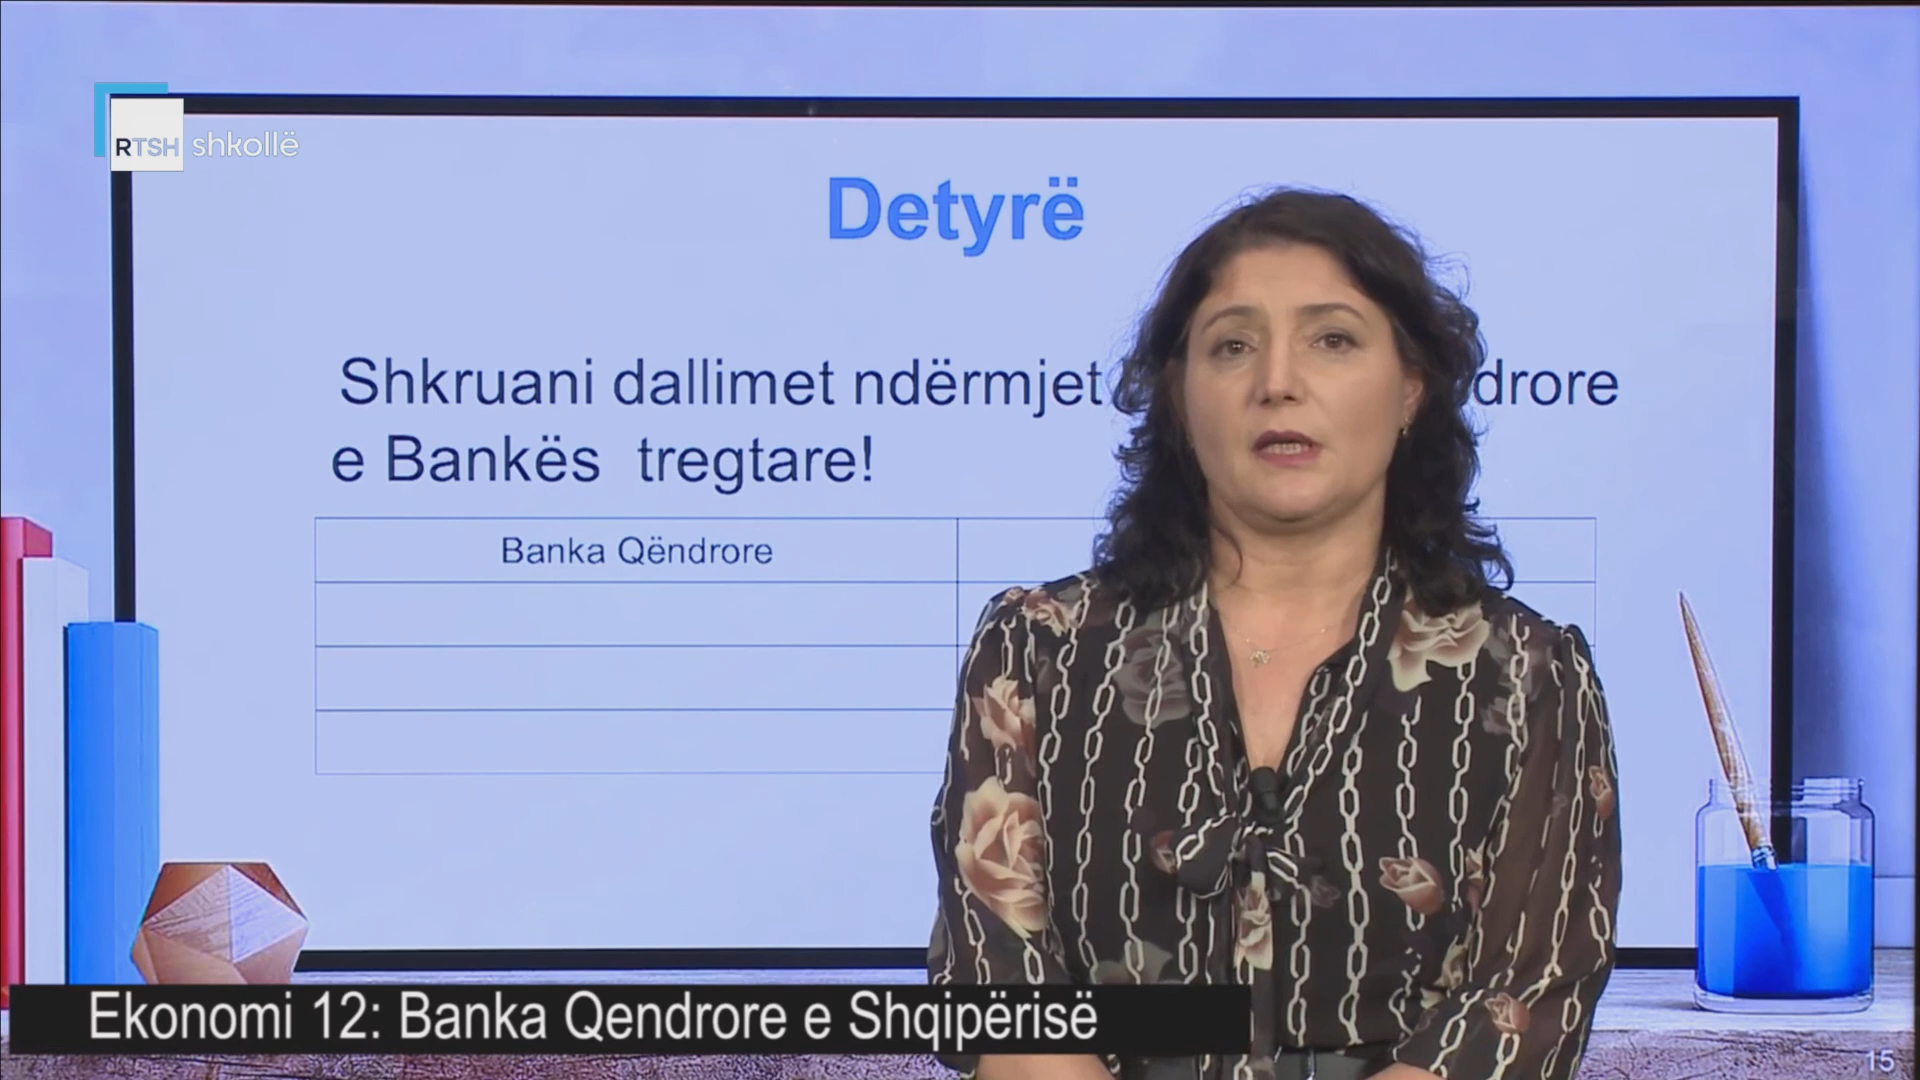 RTSH shkollë
Detyrë
Shkruani dallimet ndërmjet drore
e Bankës tregtare!
Banka Qëndrore
Ekonomi 12: Banka Qendrore e Shqipërisë
15